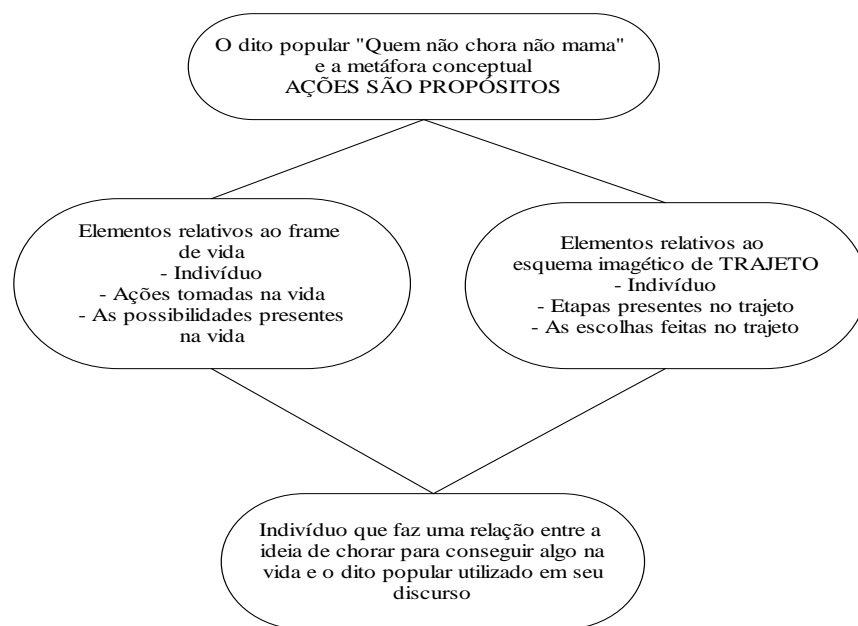 O dito popular "Quem não chora não mama"
e a metáfora conceptual
AÇÕES SÃO PROPÓSITOS
Elementos relativos ao frame
de vida
- Indivíduo
- Ações tomadas na vida
- As possibilidades presentes
na vida
Elementos relativos ao
esquema imagético de TRAJETO
- Indivíduo
- Etapas presentes no trajeto
- As escolhas feitas no trajeto
Indivíduo que faz uma relação entre a
ideia de chorar para conseguir algo na
vida e o dito popular utilizado em seu
discurso